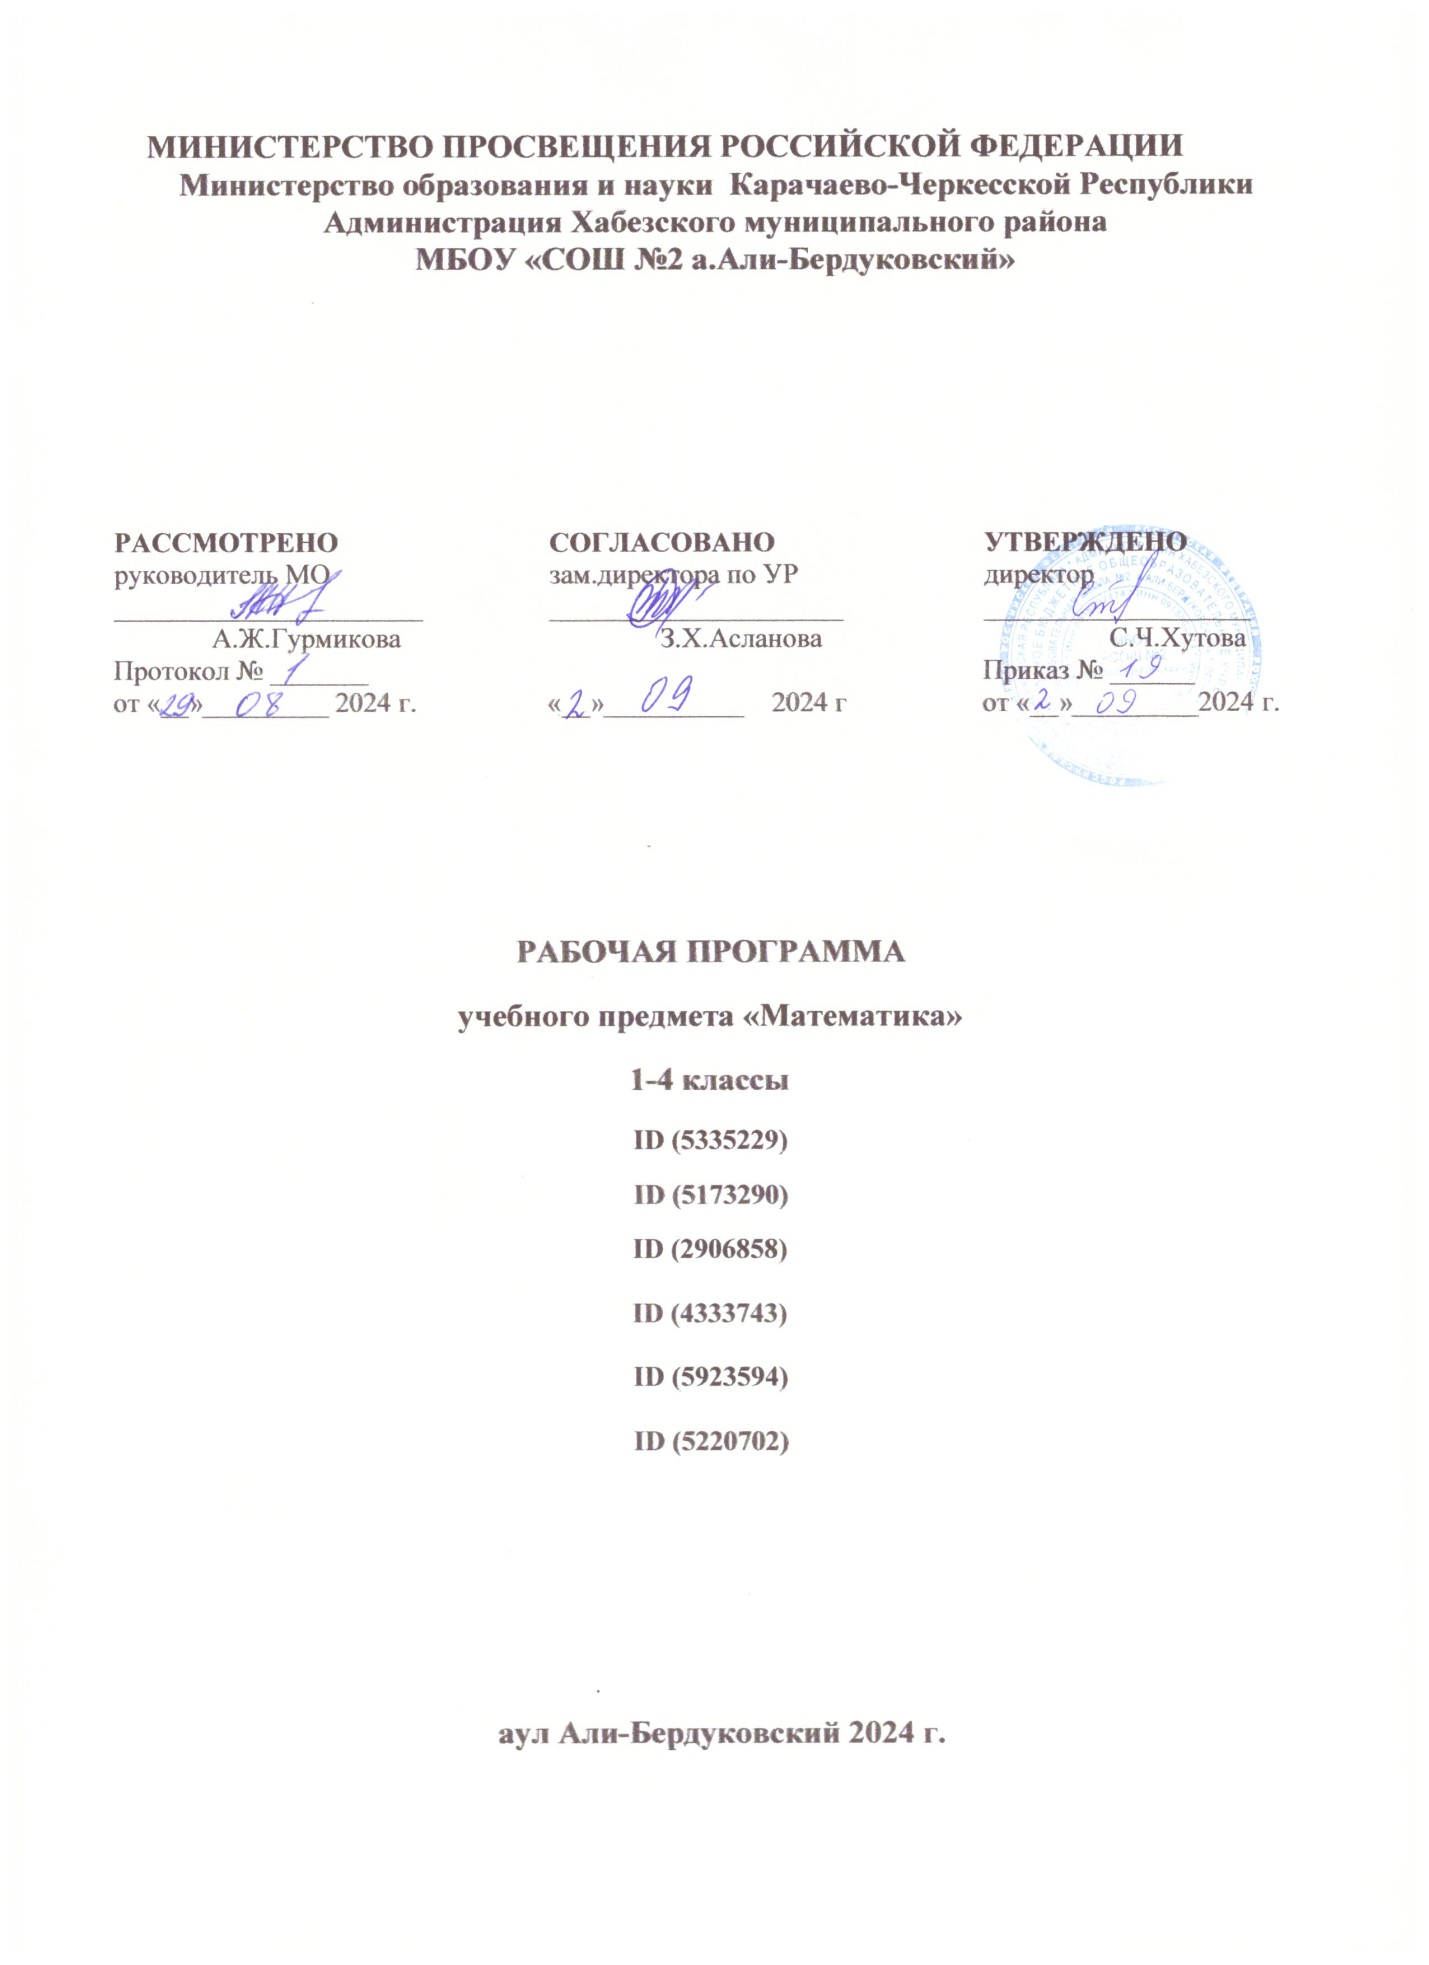 МИНИСТЕРСТВО ПРОСВЕЩЕНИЯ РОССИЙСКОЙ ФЕДЕРАЦИИ
Министерство образования и науки Карачаево-Черкесской Республики
Администрация Хабезского муниципального района
МБОУ «СОШ №2 а.Али-Бердуковский»
РАССМОТРЕНО
руководитель МО
А.Ж.Гурмикова
Протокол № 1
от «29» 08 2024 г.
СОГЛАСОВАНО
зам.директора по УР
З.Х.Асланова
«2» 09 2024 г
УТВЕРЖДЕНО
директор
С.Ч.Хутова
Приказ № 19
от «2» 09 2024 г.
РАБОЧАЯ ПРОГРАММА
учебного предмета «Математика»
1-4 классы
ID (5335229)
ID (5173290)
ID (2906858)
ID (4333743)
ID (5923594)
ID (5220702)
аул Али-Бердуковский 2024 г.